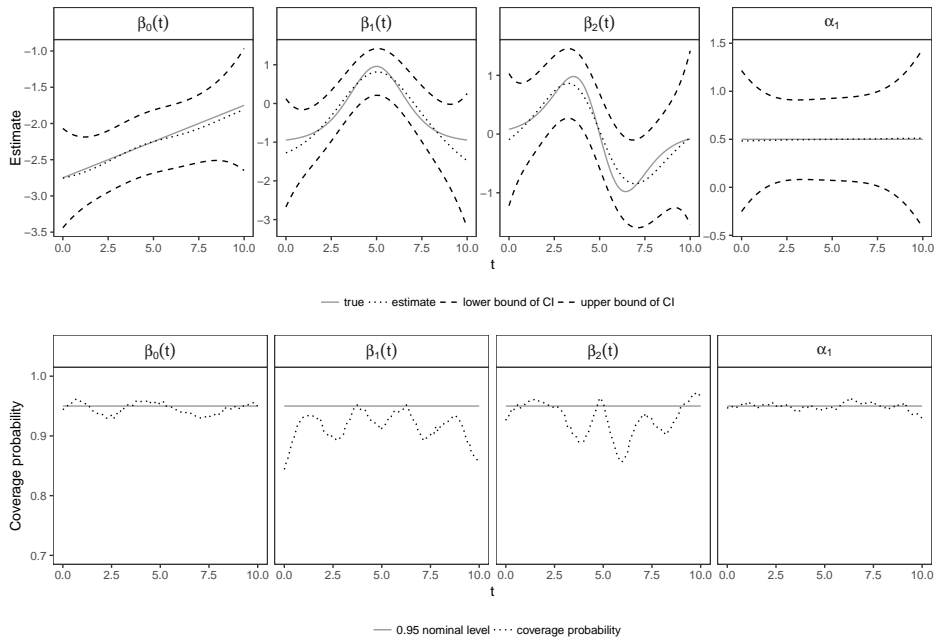 β0(t) β1(t) β2(t) α1
Estimate
−1.0
−1.5
−2.0
−2.5
−3.0
−3.5
1
0
−1
−2
−3
1
0
−1
1.5
1.0
0.5
0.0
−0.5
0.0 2.5 5.0 7.5 10.0 0.0 2.5 5.0 7.5 10.0 0.0 2.5 5.0 7.5 10.0 0.0 2.5 5.0 7.5 10.0
t
true estimate lower bound of CI upper bound of CI
β0(t) β1(t) β2(t) α1
Coverage probability
1.0
0.9
0.8
0.7
0.0 2.5 5.0 7.5 10.0 0.0 2.5 5.0 7.5 10.0 0.0 2.5 5.0 7.5 10.0 0.0 2.5 5.0 7.5 10.0
t
0.95 nominal level coverage probability